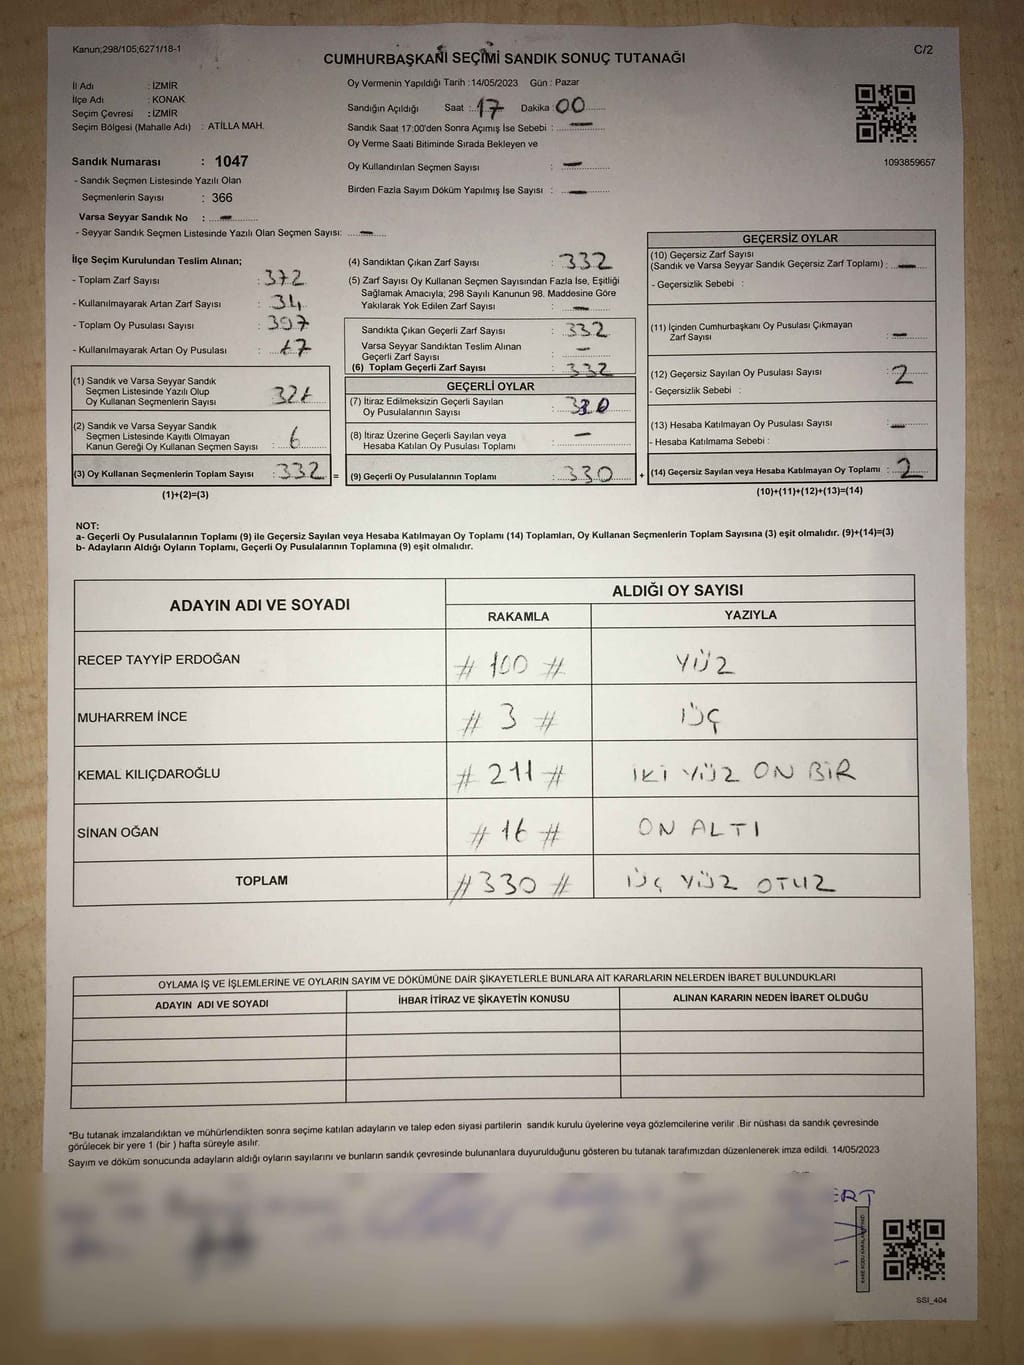 Kanun;298/105;6271/18-1
C/2
CUMHURBAŞKANI SEÇİMİ SANDIK SONUÇ TUTANAĞI
İl Adı : İZMİR
İlçe Adı : KONAK
Seçim Çevresi : İZMİR
Seçim Bölgesi (Mahalle Adı) : ATİLLA MAH.
Sandık Numarası : 1047
- Sandık Seçmen Listesinde Yazılı Olan
Seçmenlerin Sayısı : 366
Varsa Seyyar Sandık No : -
- Seyyar Sandık Seçmen Listesinde Yazılı Olan Seçmen Sayısı: -
Oy Vermenin Yapıldığı Tarih :14/05/2023 Gün : Pazar
Sandığın Açıldığı Saat : 17 Dakika : 00
Sandık Saat 17:00'den Sonra Açımış İse Sebebi : -
Oy Verme Saati Bitiminde Sırada Bekleyen ve
Oy Kullandırılan Seçmen Sayısı : -
Birden Fazla Sayım Döküm Yapılmış İse Sayısı : -
1093859657
İlçe Seçim Kurulundan Teslim Alınan;
- Toplam Zarf Sayısı : 372
- Kullanılmayarak Artan Zarf Sayısı : 34
- Toplam Oy Pusulası Sayısı :
- Kullanılmayarak Artan Oy Pusulası :
(1) Sandık ve Varsa Seyyar Sandık
Seçmen Listesinde Yazılı Olup
Oy Kullanan Seçmenlerin Sayısı : 326
(2) Sandık ve Varsa Seyyar Sandık
Seçmen Listesinde Kayıtlı Olmayan
Kanun Gereği Oy Kullanan Seçmen Sayısı : 6
(3) Oy Kullanan Seçmenlerin Toplam Sayısı : 332 =
(1)+(2)=(3)
(4) Sandıktan Çıkan Zarf Sayısı : 332
(5) Zarf Sayısı Oy Kullanan Seçmen Sayısından Fazla İse, Eşitliği
Sağlamak Amacıyla; 298 Sayılı Kanunun 98. Maddesine Göre
Yakılarak Yok Edilen Zarf Sayısı : -
Sandıkta Çıkan Geçerli Zarf Sayısı : 332
Varsa Seyyar Sandıktan Teslim Alınan
Geçerli Zarf Sayısı : -
(6) Toplam Geçerli Zarf Sayısı : 332
GEÇERLİ OYLAR
(7) İtiraz Edilmeksizin Geçerli Sayılan
Oy Pusulalarının Sayısı : 330
(8) İtiraz Üzerine Geçerli Sayılan veya
Hesaba Katılan Oy Pusulası Toplamı : -
(9) Geçerli Oy Pusulalarının Toplamı : 330 +
GEÇERSİZ OYLAR
(10) Geçersiz Zarf Sayısı
(Sandık ve Varsa Seyyar Sandık Geçersiz Zarf Toplamı) : -
- Geçersizlik Sebebi :
(11) İçinden Cumhurbaşkanı Oy Pusulası Çıkmayan
Zarf Sayısı : -
(12) Geçersiz Sayılan Oy Pusulası Sayısı : 2
- Geçersizlik Sebebi :
(13) Hesaba Katılmayan Oy Pusulası Sayısı : -
- Hesaba Katılmama Sebebi :
(14) Geçersiz Sayılan veya Hesaba Katılmayan Oy Toplamı : 2
(10)+(11)+(12)+(13)=(14)
NOT:
a- Geçerli Oy Pusulalarının Toplamı (9) ile Geçersiz Sayılan veya Hesaba Katılmayan Oy Toplamı (14) Toplamları, Oy Kullanan Seçmenlerin Toplam Sayısına (3) eşit olmalıdır. (9)+(14)=(3)
b- Adayların Aldığı Oyların Toplamı, Geçerli Oy Pusulalarının Toplamına (9) eşit olmalıdır.
ADAYIN ADI VE SOYADI
ALDIĞI OY SAYISI
RAKAMLA YAZIYLA
RECEP TAYYİP ERDOĞAN # 100 # YÜZ
MUHARREM İNCE # 3 # ÜÇ
KEMAL KILIÇDAROĞLU # 211 # İKİ YÜZ ON BİR
SİNAN OĞAN # 16 # ON ALTI
TOPLAM # 330 # ÜÇ YÜZ OTUZ
OYLAMA İŞ VE İŞLEMLERİNE VE OYLARIN SAYIM VE DÖKÜMÜNE DAİR ŞİKAYETLERLE BUNLARA AİT KARARLARIN NELERDEN İBARET BULUNDUKLARI
ADAYIN ADI VE SOYADI İHBAR İTİRAZ VE ŞİKAYETİN KONUSU ALINAN KARARIN NEDEN İBARET OLDUĞU
*Bu tutanak imzalandıktan ve mühürlendikten sonra seçime katılan adayların ve talep eden siyasi partilerin sandık kurulu üyelerine veya gözlemcilerine verilir .Bir nüshası da sandık çevresinde
görülecek bir yere 1 (bir ) hafta süreyle asılır.
Sayım ve döküm sonucunda adayların aldığı oyların sayılarını ve bunların sandık çevresinde bulunanlara duyurulduğunu gösteren bu tutanak tarafımızdan düzenlenerek imza edildi. 14/05/2023
SSI_404